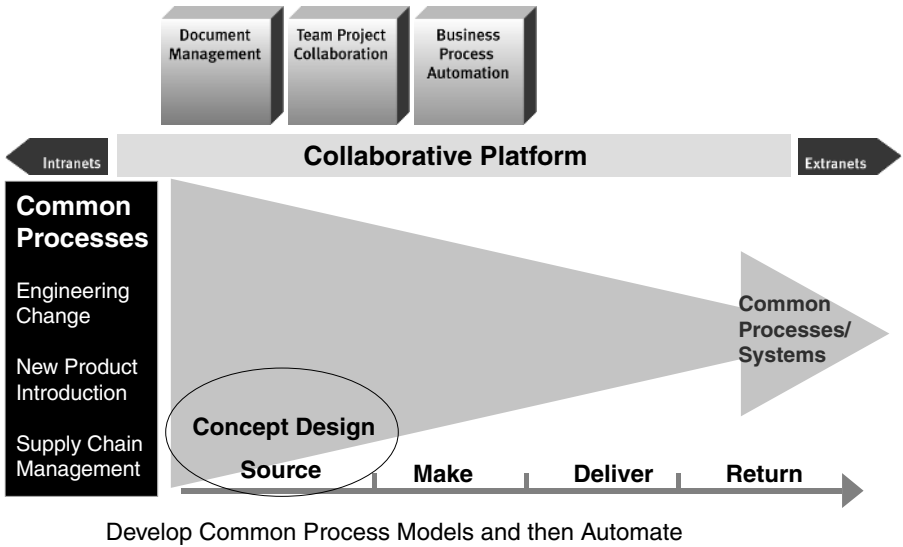 Document
Management
Team Project
Collaboration
Business
Process
Automation
Intranets
Collaborative Platform
Extranets
Common
Processes
Engineering
Change
New Product
Introduction
Supply Chain
Management
Common
Processes/
Systems
Concept Design
Source
Make
Deliver
Return
Develop Common Process Models and then Automate